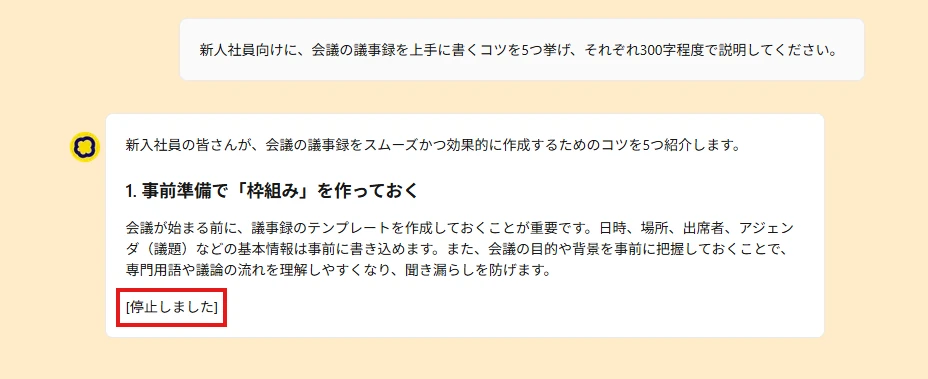 新人社員向けに、会議の議事録を上手に書くコツを5つ挙げ、それぞれ300字程度で説明してください。
新入社員の皆さんが、会議の議事録をスムーズかつ効果的に作成するためのコツを5つ紹介します。
1. 事前準備で「枠組み」を作っておく
会議が始まる前に、議事録のテンプレートを作成しておくことが重要です。日時、場所、出席者、アジェン
ダ（議題）などの基本情報は事前に書き込めます。また、会議の目的や背景を事前に把握しておくことで、
専門用語や議論の流れを理解しやすくなり、聞き漏らしを防げます。
[停止しました]